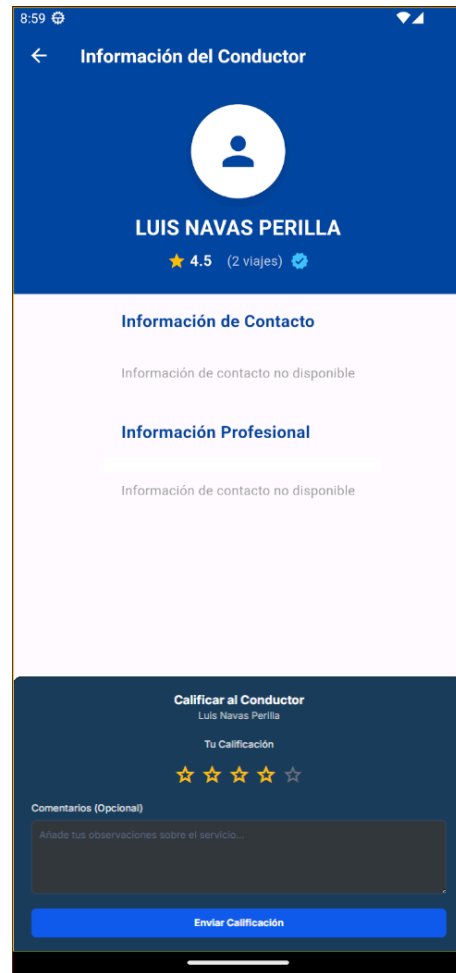 8:59
Información del Conductor
LUIS NAVAS PERILLA
4.5 (2 viajes)
Información de Contacto
Información de contacto no disponible
Información Profesional
Información de contacto no disponible
Calificar al Conductor
Luis Navas Perilla
Tu Calificación
Comentarios (Opcional)
Añade tus observaciones sobre el servicio...
Enviar Calificación